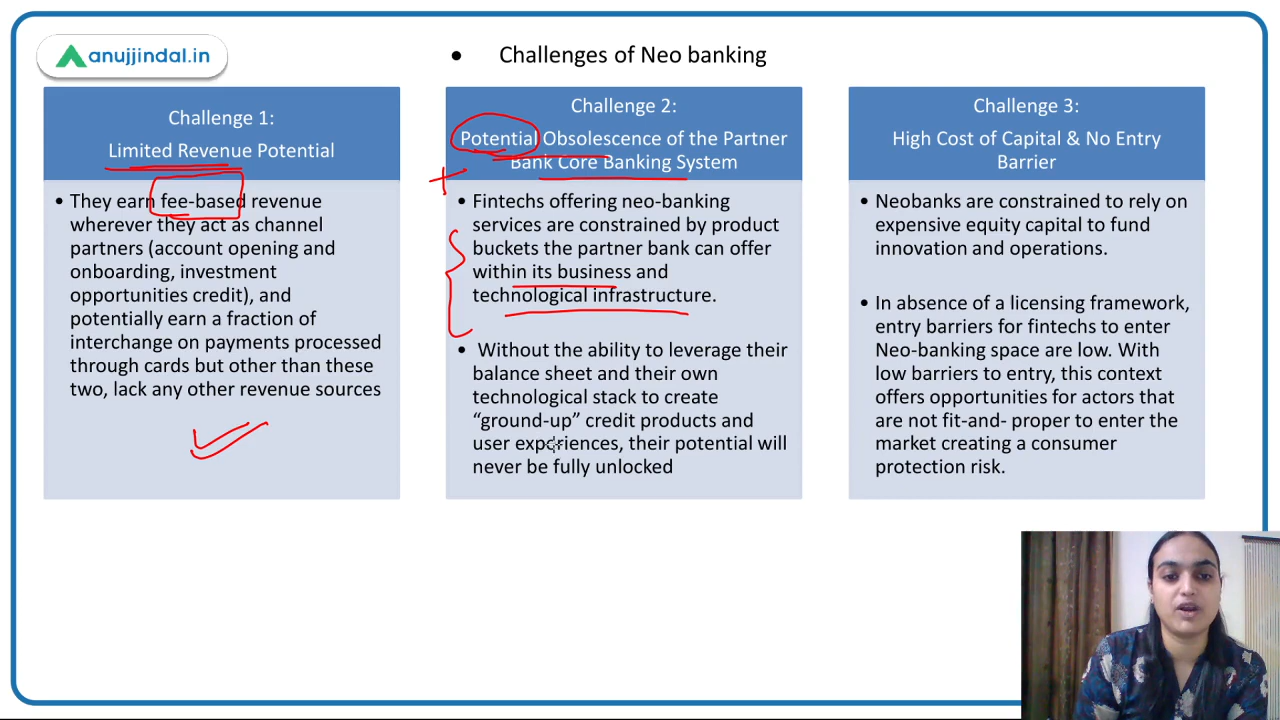 anujjindal.in
• Challenges of Neo banking
Challenge 1:
Limited Revenue Potential
• They earn fee-based revenue
wherever they act as channel
partners (account opening and
onboarding, investment
opportunities credit), and
potentially earn a fraction of
interchange on payments processed
through cards but other than these
two, lack any other revenue sources
Challenge 2:
Potential Obsolescence of the Partner
Bank Core Banking System
• Fintechs offering neo-banking
services are constrained by product
buckets the partner bank can offer
within its business and
technological infrastructure.
• Without the ability to leverage their
balance sheet and their own
technological stack to create
“ground-up” credit products and
user experiences, their potential will
never be fully unlocked
Challenge 3:
High Cost of Capital & No Entry
Barrier
• Neobanks are constrained to rely on
expensive equity capital to fund
innovation and operations.
• In absence of a licensing framework,
entry barriers for fintechs to enter
Neo-banking space are low. With
low barriers to entry, this context
offers opportunities for actors that
are not fit-and- proper to enter the
market creating a consumer
protection risk.